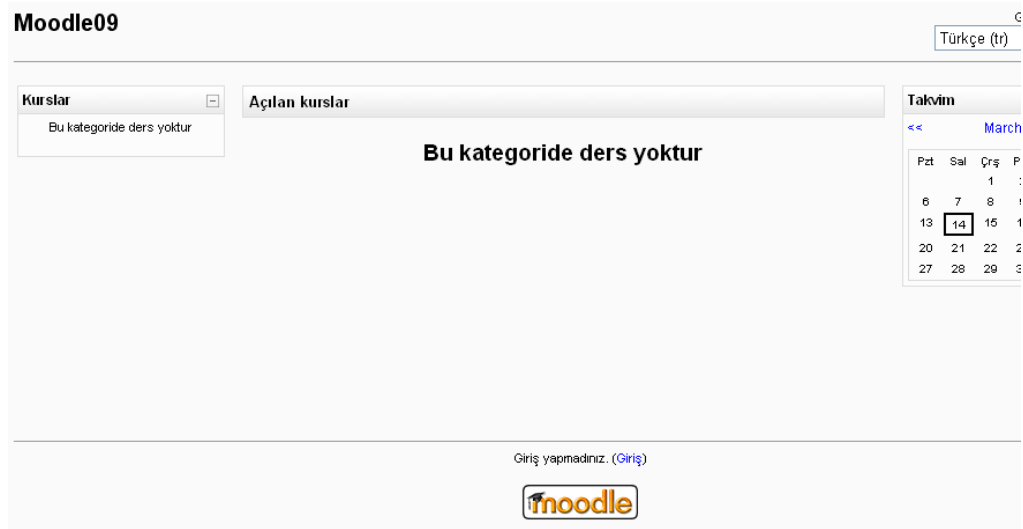 Moodle09
Türkçe (tr)
Kurslar
Bu kategoride ders yoktur
Açılan kurslar
Bu kategoride ders yoktur
Takvim
<< March
Pzt Sal Çrş
1
6 7 8
13 14 15
20 21 22
27 28 29
Giriş yapmadınız. (Giriş)
moodle